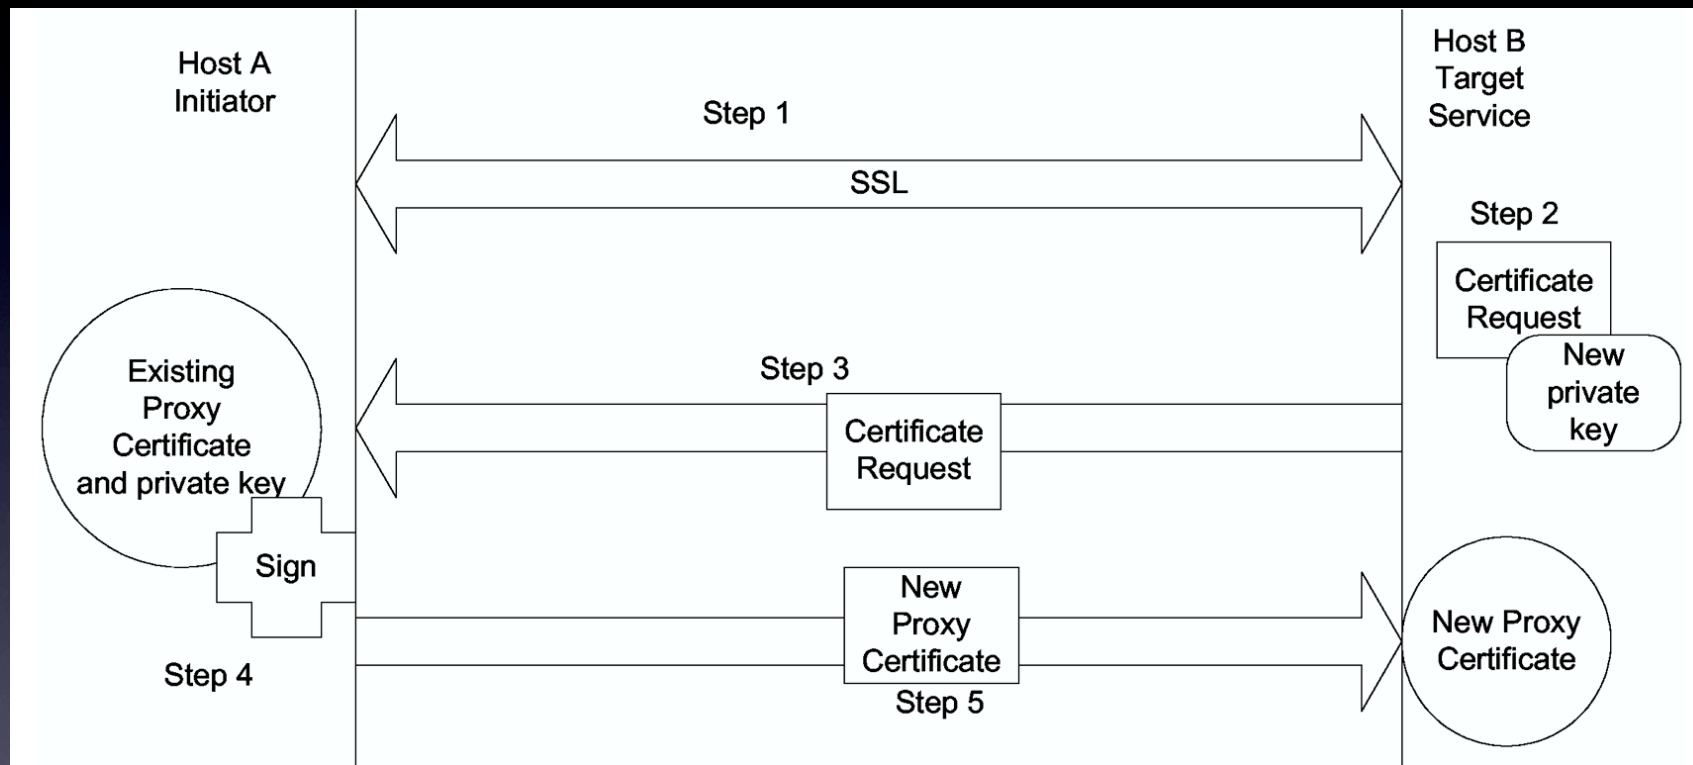 Host A
Initiator
Host B
Target
Service
Step 1
SSL
Step 2
Certificate
Request
New
private
key
Step 3
Certificate
Request
Existing
Proxy
Certificate
and private key
Sign
Step 4
New
Proxy
Certificate
Step 5
New Proxy
Certificate